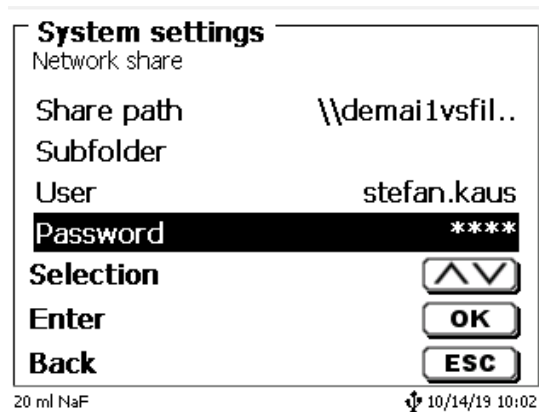 System settings
Network share
Share path \\demai1vsfil..
Subfolder
User stefan.kaus
Password ****
Selection
Enter OK
Back ESC
20 ml NaF 10/14/19 10:02